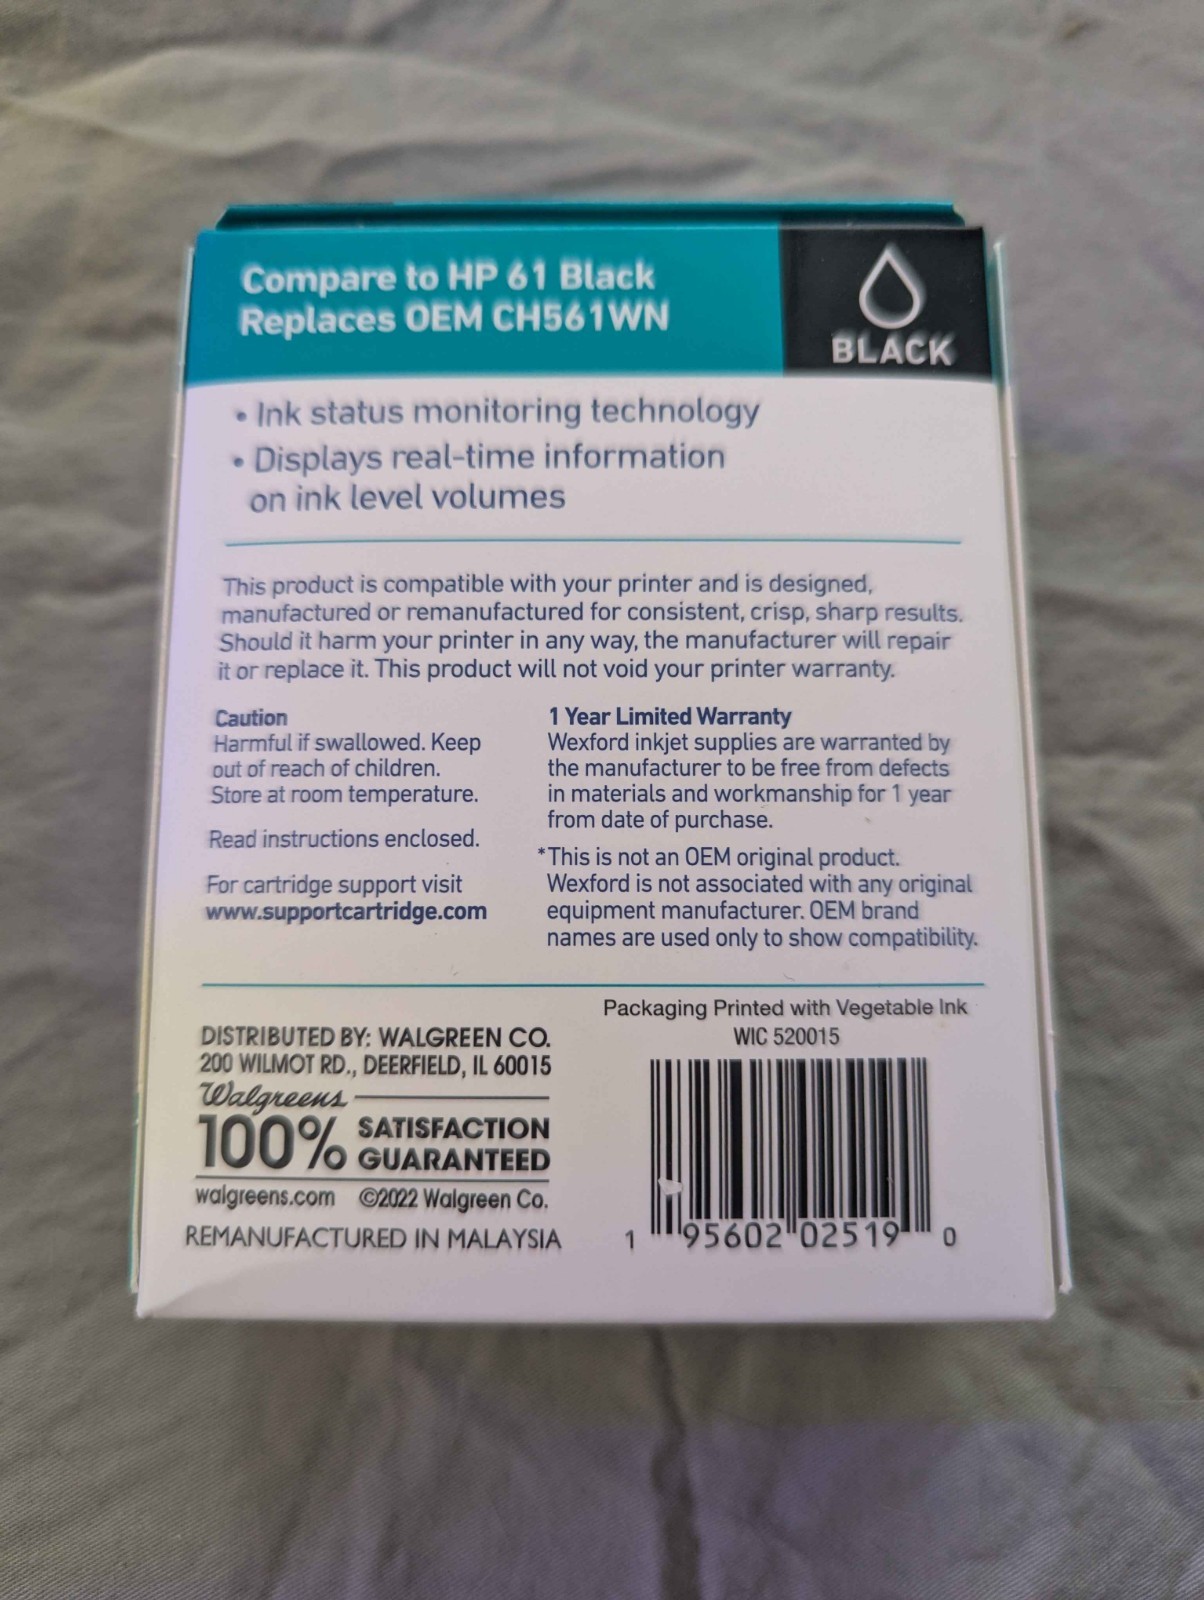 Compare to HP 61 Black
Replaces OEM CH561WN
BLACK
• Ink status monitoring technology
• Displays real-time information
on ink level volumes
This product is compatible with your printer and is designed,
manufactured or remanufactured for consistent, crisp, sharp results.
Should it harm your printer in any way, the manufacturer will repair
it or replace it. This product will not void your printer warranty.
Caution
Harmful if swallowed. Keep
out of reach of children.
Store at room temperature.
Read instructions enclosed.
For cartridge support visit
www.supportcartridge.com
1 Year Limited Warranty
Wexford inkjet supplies are warranted by
the manufacturer to be free from defects
in materials and workmanship for 1 year
from date of purchase.
*This is not an OEM original product.
Wexford is not associated with any original
equipment manufacturer. OEM brand
names are used only to show compatibility.
DISTRIBUTED BY: WALGREEN CO.
200 WILMOT RD., DEERFIELD, IL 60015
Walgreens
100% SATISFACTION
GUARANTEED
walgreens.com ©2022 Walgreen Co.
REMANUFACTURED IN MALAYSIA
Packaging Printed with Vegetable Ink
WIC 520015
1 95602 02519 0